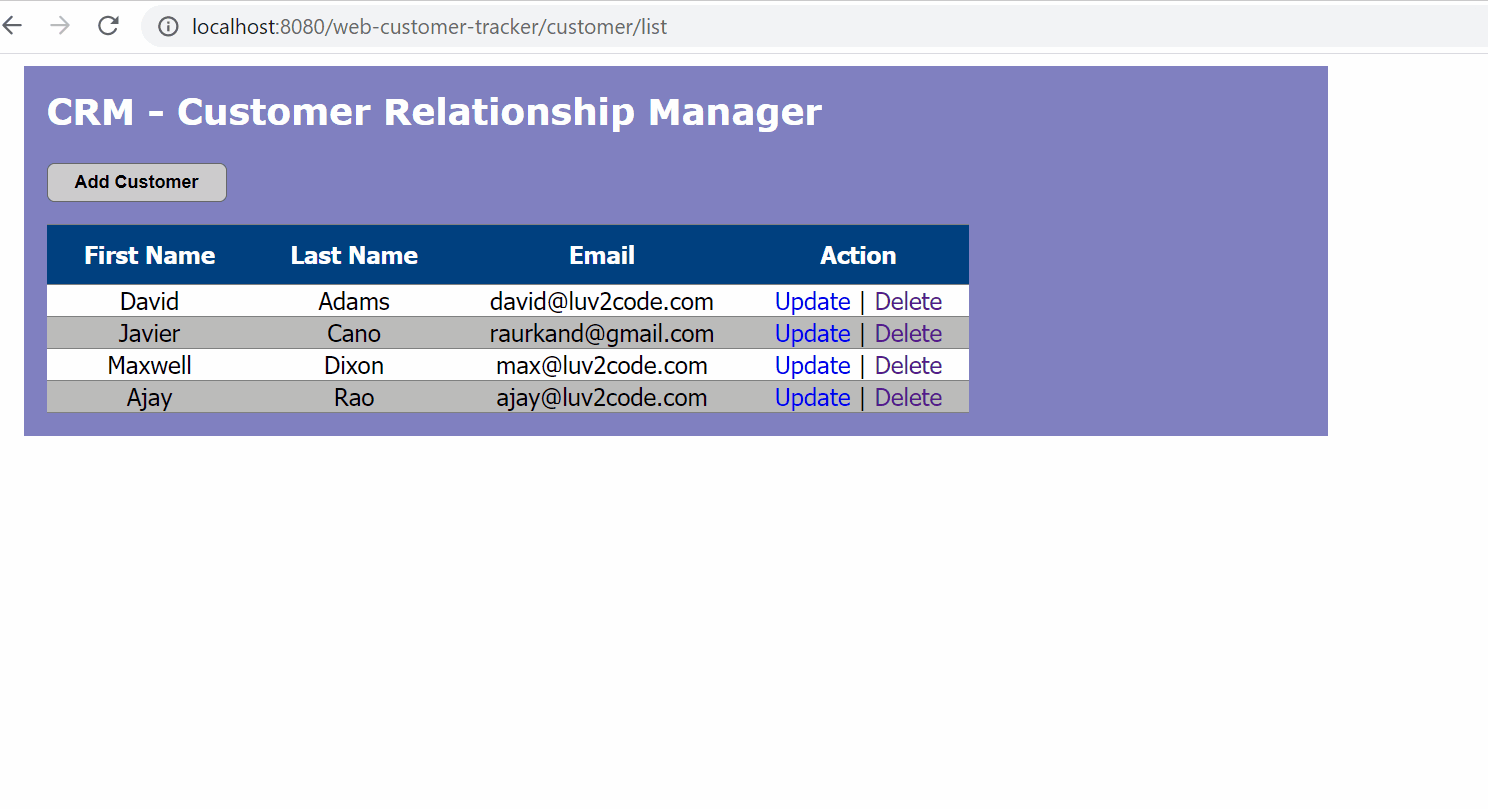 localhost:8080/web-customer-tracker/customer/list
CRM - Customer Relationship Manager
Add Customer
First Name Last Name Email Action
David Adams david@luv2code.com Update | Delete
Javier Cano raurkand@gmail.com Update | Delete
Maxwell Dixon max@luv2code.com Update | Delete
Ajay Rao ajay@luv2code.com Update | Delete